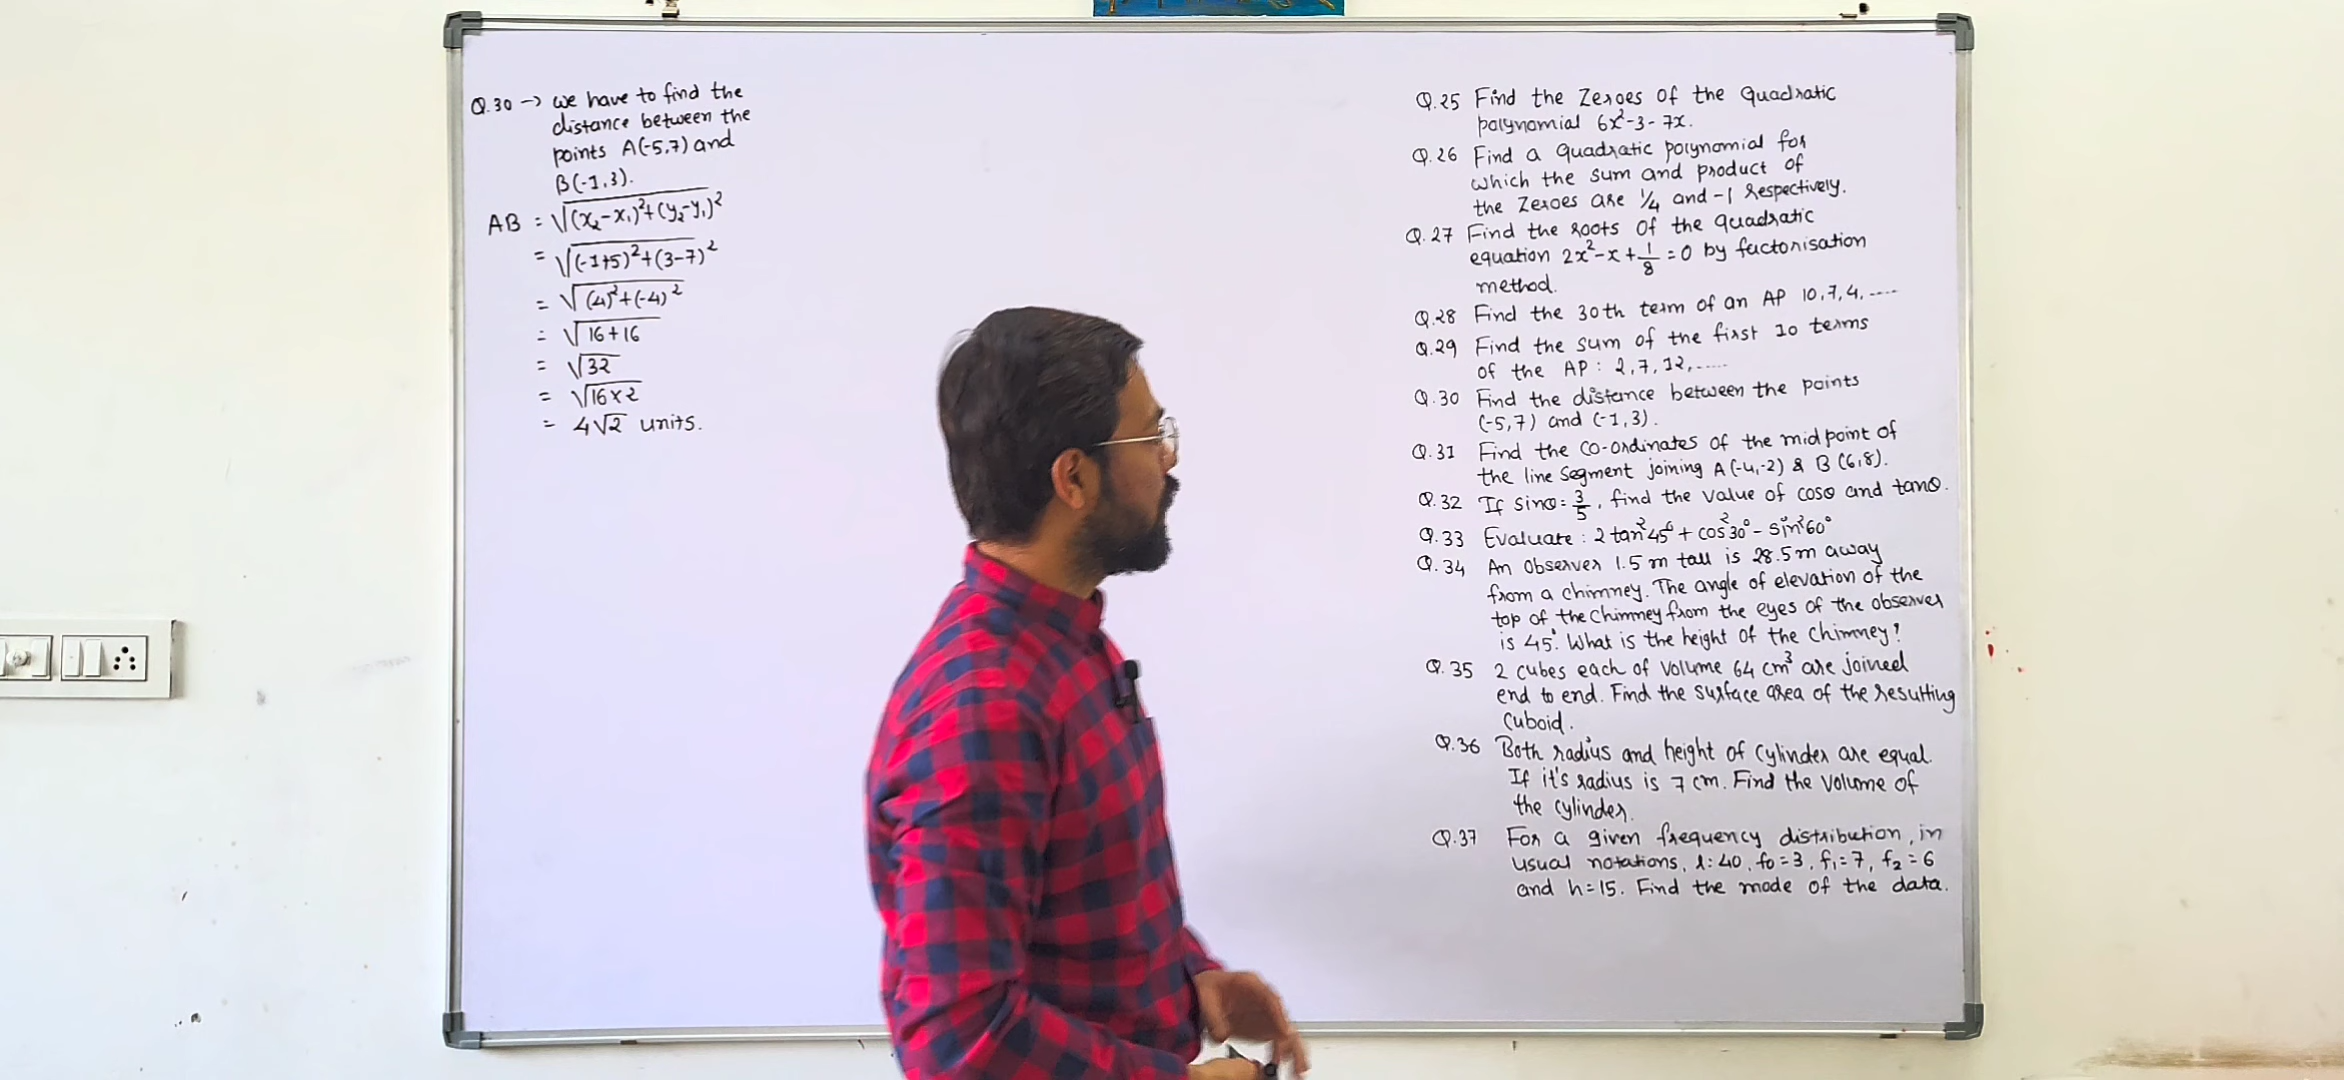 Q.30 → we have to find the
distance between the
points A(-5,7) and
B(-1,3).
AB = √(x₂-x₁)²+(y₂-y₁)²
= √(-1+5)²+(3-7)²
= √(4)²+(-4)²
= √16+16
= √32
= √16×2
= 4√2 units.
Q.25 Find the Zeroes of the Quadratic
polynomial 6x²-3-7x.
Q.26 Find a Quadratic polynomial for
which the sum and product of
the Zeroes are 1/4 and -1 respectively.
Q.27 Find the roots of the quadratic
equation 2x²-x+1/8=0 by factorisation
method.
Q.28 Find the 30th term of an AP 10,7,4,....
Q.29 Find the sum of the first 10 terms
of the AP: 2,7,12,.....
Q.30 Find the distance between the points
(-5,7) and (-1,3).
Q.31 Find the co-ordinates of the midpoint of
the line segment joining A(-4,-2) & B(6,8).
Q.32 If sinθ=3/5, find the value of cosθ and tanθ.
Q.33 Evaluate: 2 tan²45°+cos²30°-sin²60°
Q.34 An observer 1.5 m tall is 28.5m away
from a chimney. The angle of elevation of the
top of the chimney from the eyes of the observer
is 45°. What is the height of the chimney?
Q.35 2 cubes each of volume 64 cm³ are joined
end to end. Find the surface area of the resulting
cuboid.
Q.36 Both radius and height of cylinder are equal.
If it's radius is 7 cm. Find the volume of
the cylinder.
Q.37 For a given frequency distribution, in
usual notations, l=40, f0=3, f₁=7, f₂=6
and h=15. Find the mode of the data.